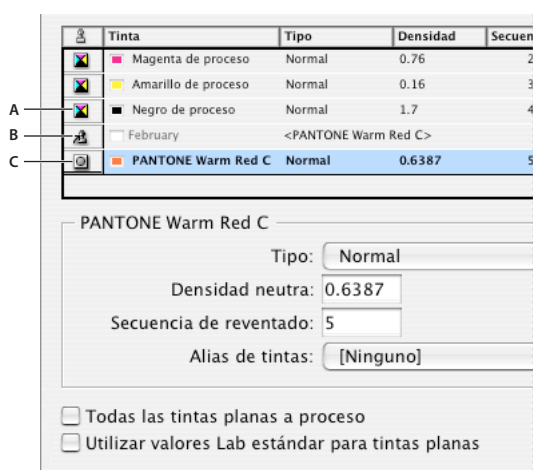 Tinta Tipo Densidad Secuen
Magenta de proceso Normal 0.76 2
Amarillo de proceso Normal 0.16 3
A Negro de proceso Normal 1.7 4
B February <PANTONE Warm Red C>
C PANTONE Warm Red C Normal 0.6387 5
PANTONE Warm Red C
Tipo: Normal
Densidad neutra: 0.6387
Secuencia de reventado: 5
Alias de tintas: [Ninguno]
Todas las tintas planas a proceso
Utilizar valores Lab estándar para tintas planas